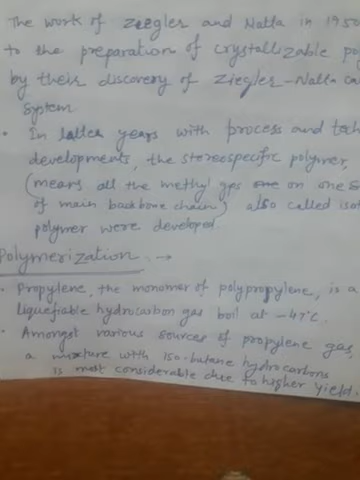 The work of Ziegler and Natta in 1950
to the preparation of crystallizable po
by their discovery of Ziegler-Natta ca
System
• In latter years with process and tech
developments, the stereospecific polymer,
(means all the methyl gas on one s
of main backbone chain) also called iso
polymer were developed.
Polymerization →
• Propylene, the monomer of polypropylene, is a
liquefiable hydrocarbon gas boil at -47°C.
• Amongst various sources of propylene gas,
a mixture with iso-butane hydrocarbons
is most considerable due to higher yield.